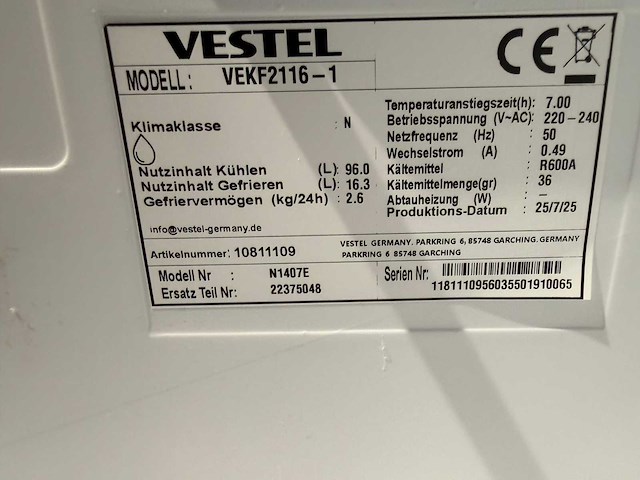 VESTEL CE
MODELL: VEKF2116-1
Klimaklasse : N
Nutzinhalt Kühlen (L): 96.0
Nutzinhalt Gefrieren (L): 16.3
Gefriervermögen (kg/24h) : 2.6
info@vestel-germany.de
Temperaturanstiegszeit(h): 7.00
Betriebsspannung (V~AC): 220-240
Netzfrequenz (Hz) : 50
Wechselstrom (A) : 0.49
Kältemittel : R600A
Kältemittelmenge(gr) : 36
Abtauheizung (W) : –
Produktions-Datum : 25/7/25
Artikelnummer: 10811109
VESTEL GERMANY. PARKRING 6, 85748 GARCHING. GERMANY
PARKRING 6 85748 GARCHING
Modell Nr : N1407E
Ersatz Teil Nr: 22375048
Serien Nr:
1181110956035501910065